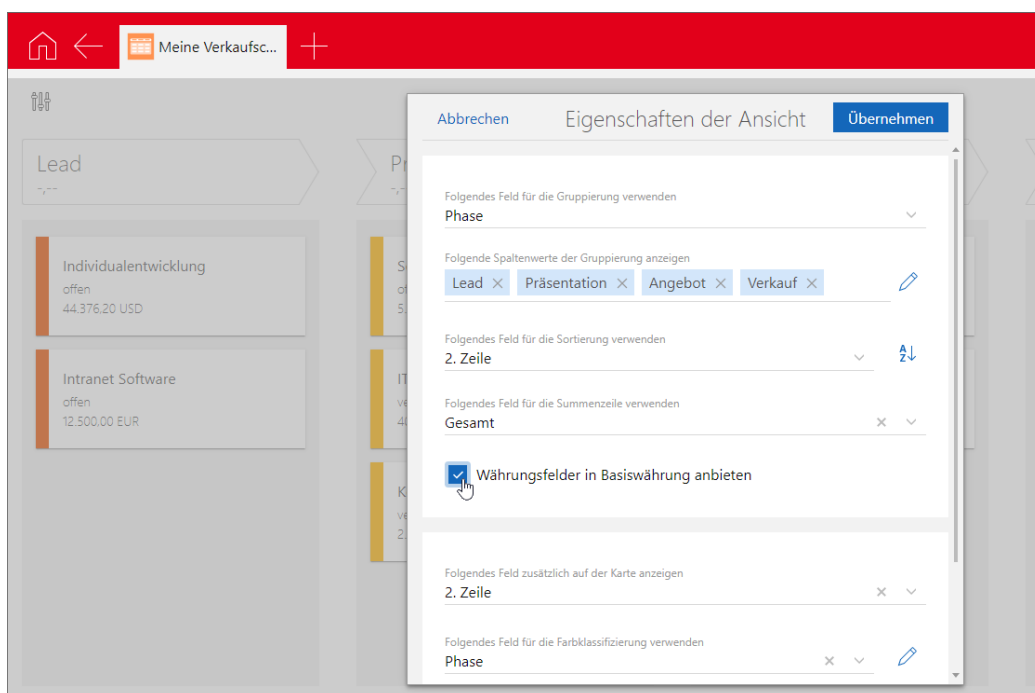 Meine Verkaufsc...
Abbrechen
Eigenschaften der Ansicht
Übernehmen
Lead
-,--
Folgendes Feld für die Gruppierung verwenden
Phase
Folgende Spaltenwerte der Gruppierung anzeigen
Lead
Präsentation
Angebot
Verkauf
Folgendes Feld für die Sortierung verwenden
2. Zeile
Folgendes Feld für die Summenzeile verwenden
Gesamt
Währungsfelder in Basiswährung anbieten
Folgendes Feld zusätzlich auf der Karte anzeigen
2. Zeile
Folgendes Feld für die Farbklassifizierung verwenden
Phase
Individualentwicklung
offen
44.376,20 USD
Intranet Software
offen
12.500,00 EUR